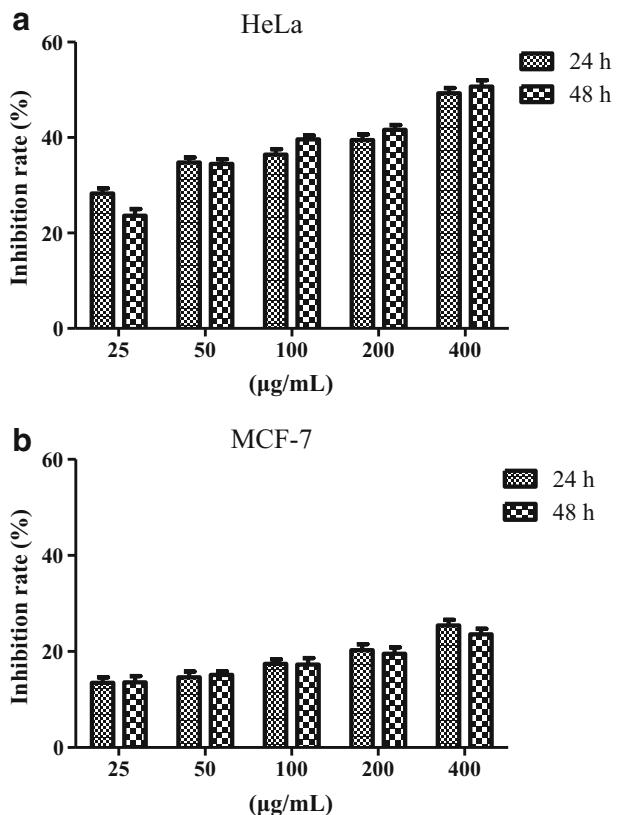 a
HeLa
Inhibition rate (%)
60
40
20
0
25 50 100 200 400
(µg/mL)
24 h
48 h
b
MCF-7
Inhibition rate (%)
60
40
20
0
25 50 100 200 400
(µg/mL)
24 h
48 h